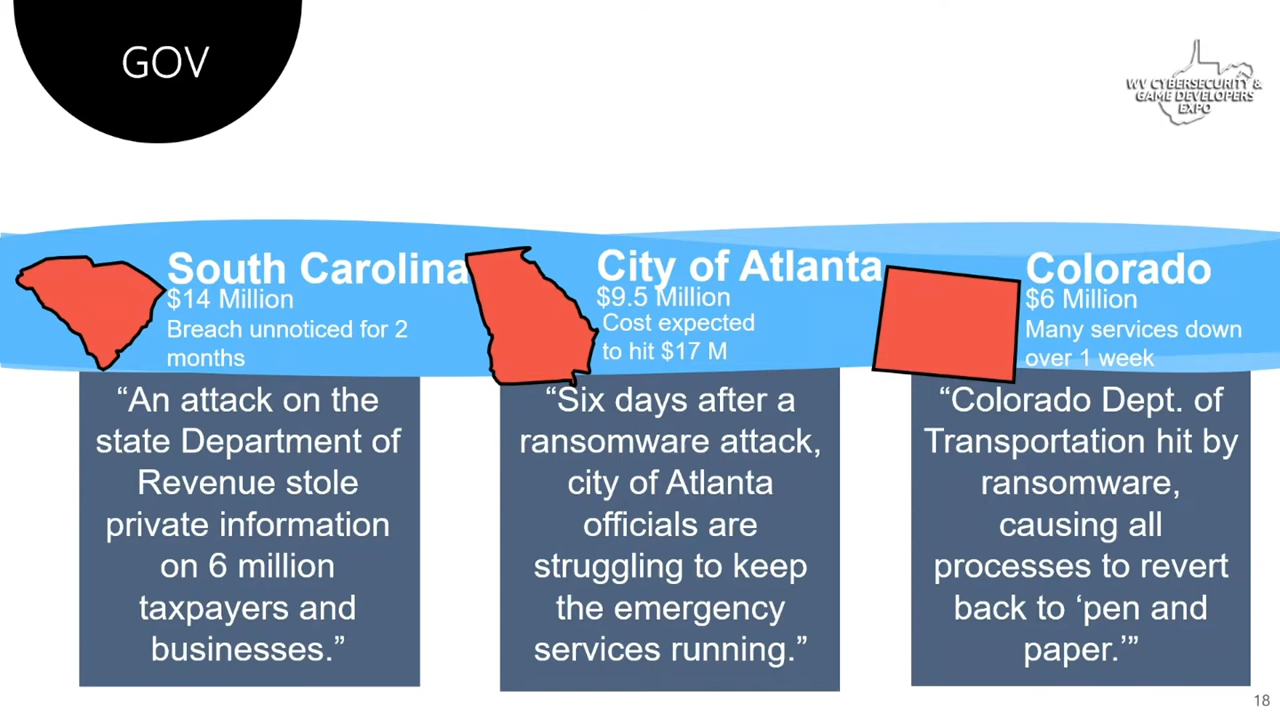 GOV
WV CYBERSECURITY &
GAME DEVELOPERS
EXPO
South Carolina
$14 Million
Breach unnoticed for 2
months
“An attack on the
state Department of
Revenue stole
private information
on 6 million
taxpayers and
businesses.”
City of Atlanta
$9.5 Million
Cost expected
to hit $17 M
“Six days after a
ransomware attack,
city of Atlanta
officials are
struggling to keep
the emergency
services running.”
Colorado
$6 Million
Many services down
over 1 week
“Colorado Dept. of
Transportation hit by
ransomware,
causing all
processes to revert
back to ‘pen and
paper.’”
18